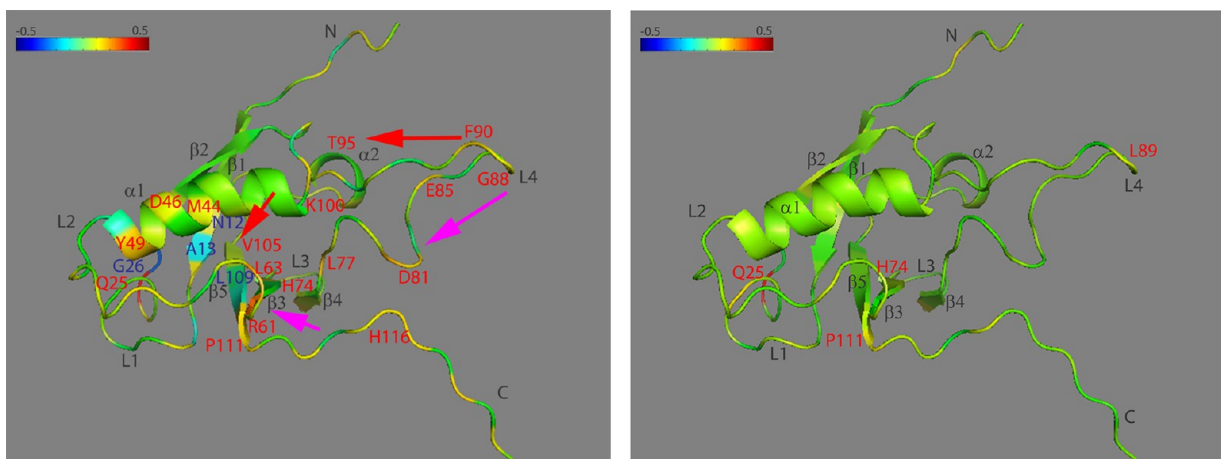 -0.5 0.5
N
T95 F90
β2 α2
β1
E85 G88 L4
α1
D46 M44 K100
L2 N12
Y49 A13 V105
G26 L63 L3 L77 D81
Q25 L109 H74
β5 β3 β4
R61
P111 H116
L1
C
-0.5 0.5
N
L89
β2 β1 α2
L4
L2 α1
Q25 H74 L3
β5 β4
β3
P111
L1
C